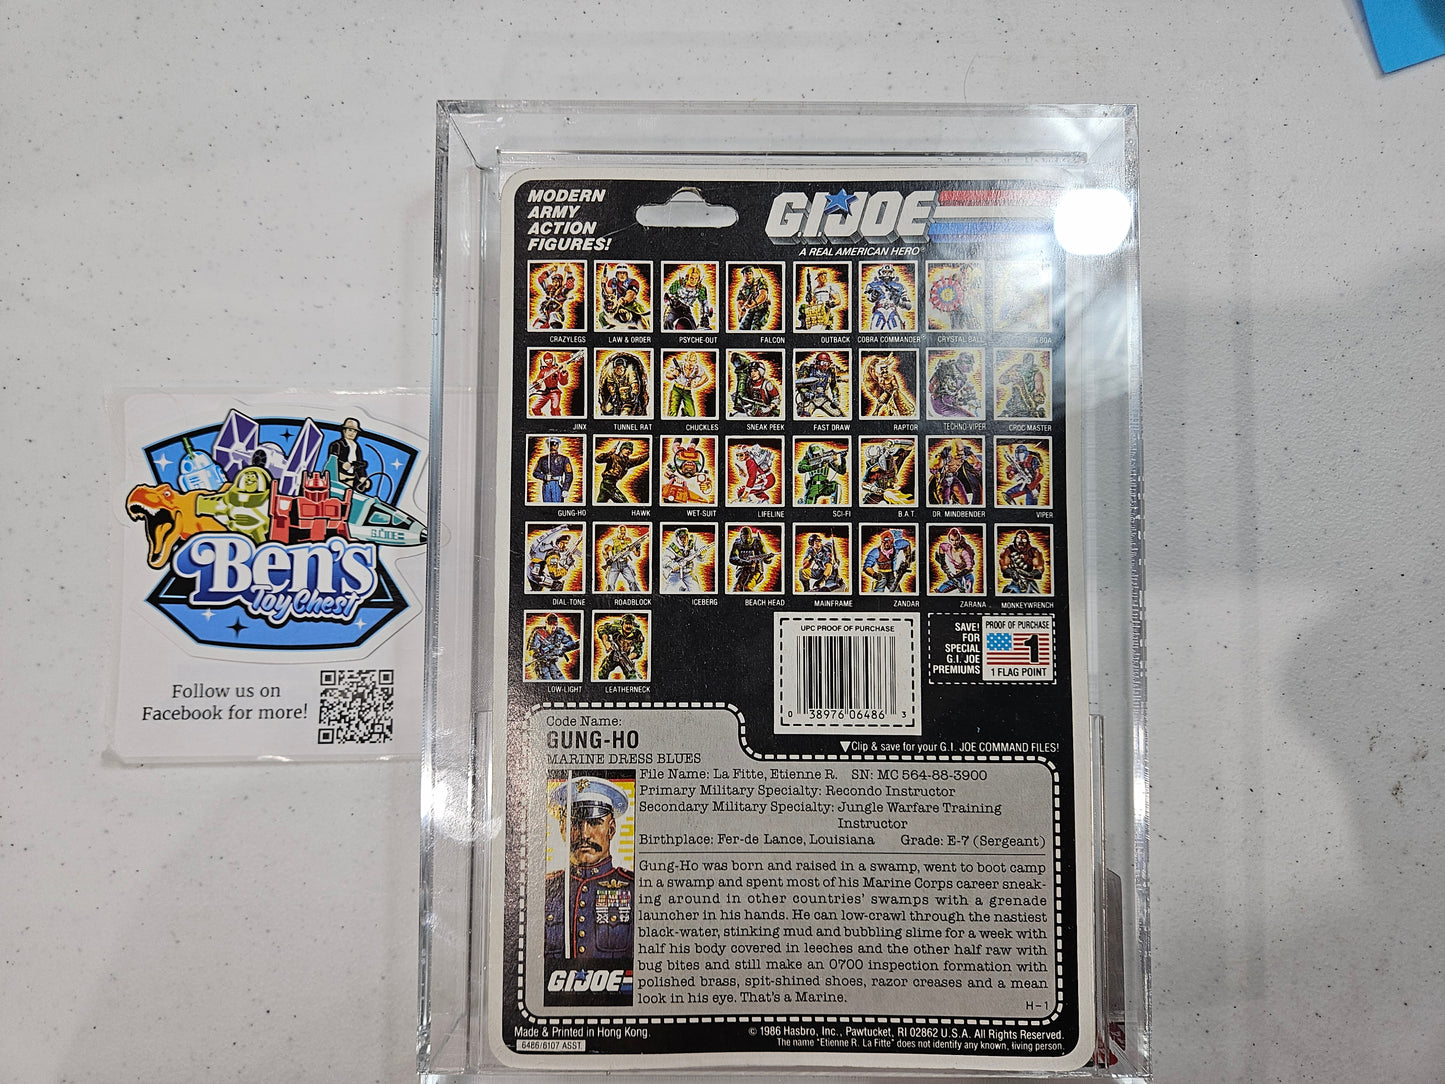 MODERN
ARMY
ACTION
FIGURES!
G.I. JOE
A REAL AMERICAN HERO®
CRAZYLEGS LAW & ORDER PSYCHE-OUT FALCON OUTBACK COBRA COMMANDER CRYSTAL BALL BIG BOA
JINX TUNNEL RAT CHUCKLES SNEAK PEEK FAST DRAW RAPTOR TECHNO-VIPER CROC MASTER
GUNG-HO HAWK WET-SUIT LIFELINE SCI-FI B.A.T. DR. MINDBENDER VIPER
DIAL-TONE ROADBLOCK ICEBERG BEACH HEAD MAINFRAME ZANDAR ZARANA MONKEYWRENCH
LOW-LIGHT LEATHERNECK
UPC PROOF OF PURCHASE
0 38976 06486 3
SAVE!
FOR
SPECIAL
G.I. JOE
PREMIUMS
PROOF OF PURCHASE
1
1 FLAG POINT
▼Clip & save for your G.I. JOE COMMAND FILES!
Code Name:
GUNG-HO
MARINE DRESS BLUES
File Name: La Fitte, Etienne R. SN: MC 564-88-3900
Primary Military Specialty: Recondo Instructor
Secondary Military Specialty: Jungle Warfare Training
Instructor
Birthplace: Fer-de Lance, Louisiana Grade: E-7 (Sergeant)
Gung-Ho was born and raised in a swamp, went to boot camp
in a swamp and spent most of his Marine Corps career sneak-
ing around in other countries' swamps with a grenade
launcher in his hands. He can low-crawl through the nastiest
black-water, stinking mud and bubbling slime for a week with
half his body covered in leeches and the other half raw with
bug bites and still make an 0700 inspection formation with
polished brass, spit-shined shoes, razor creases and a mean
look in his eye. That's a Marine.
H-1
G.I. JOE
Made & Printed in Hong Kong.
6486/6107 ASST.
© 1986 Hasbro, Inc., Pawtucket, RI 02862 U.S.A. All Rights Reserved.
The name "Etienne R. La Fitte" does not identify any known, living person.
G.I. JOE
Ben's
Toy Chest
Follow us on
Facebook for more!